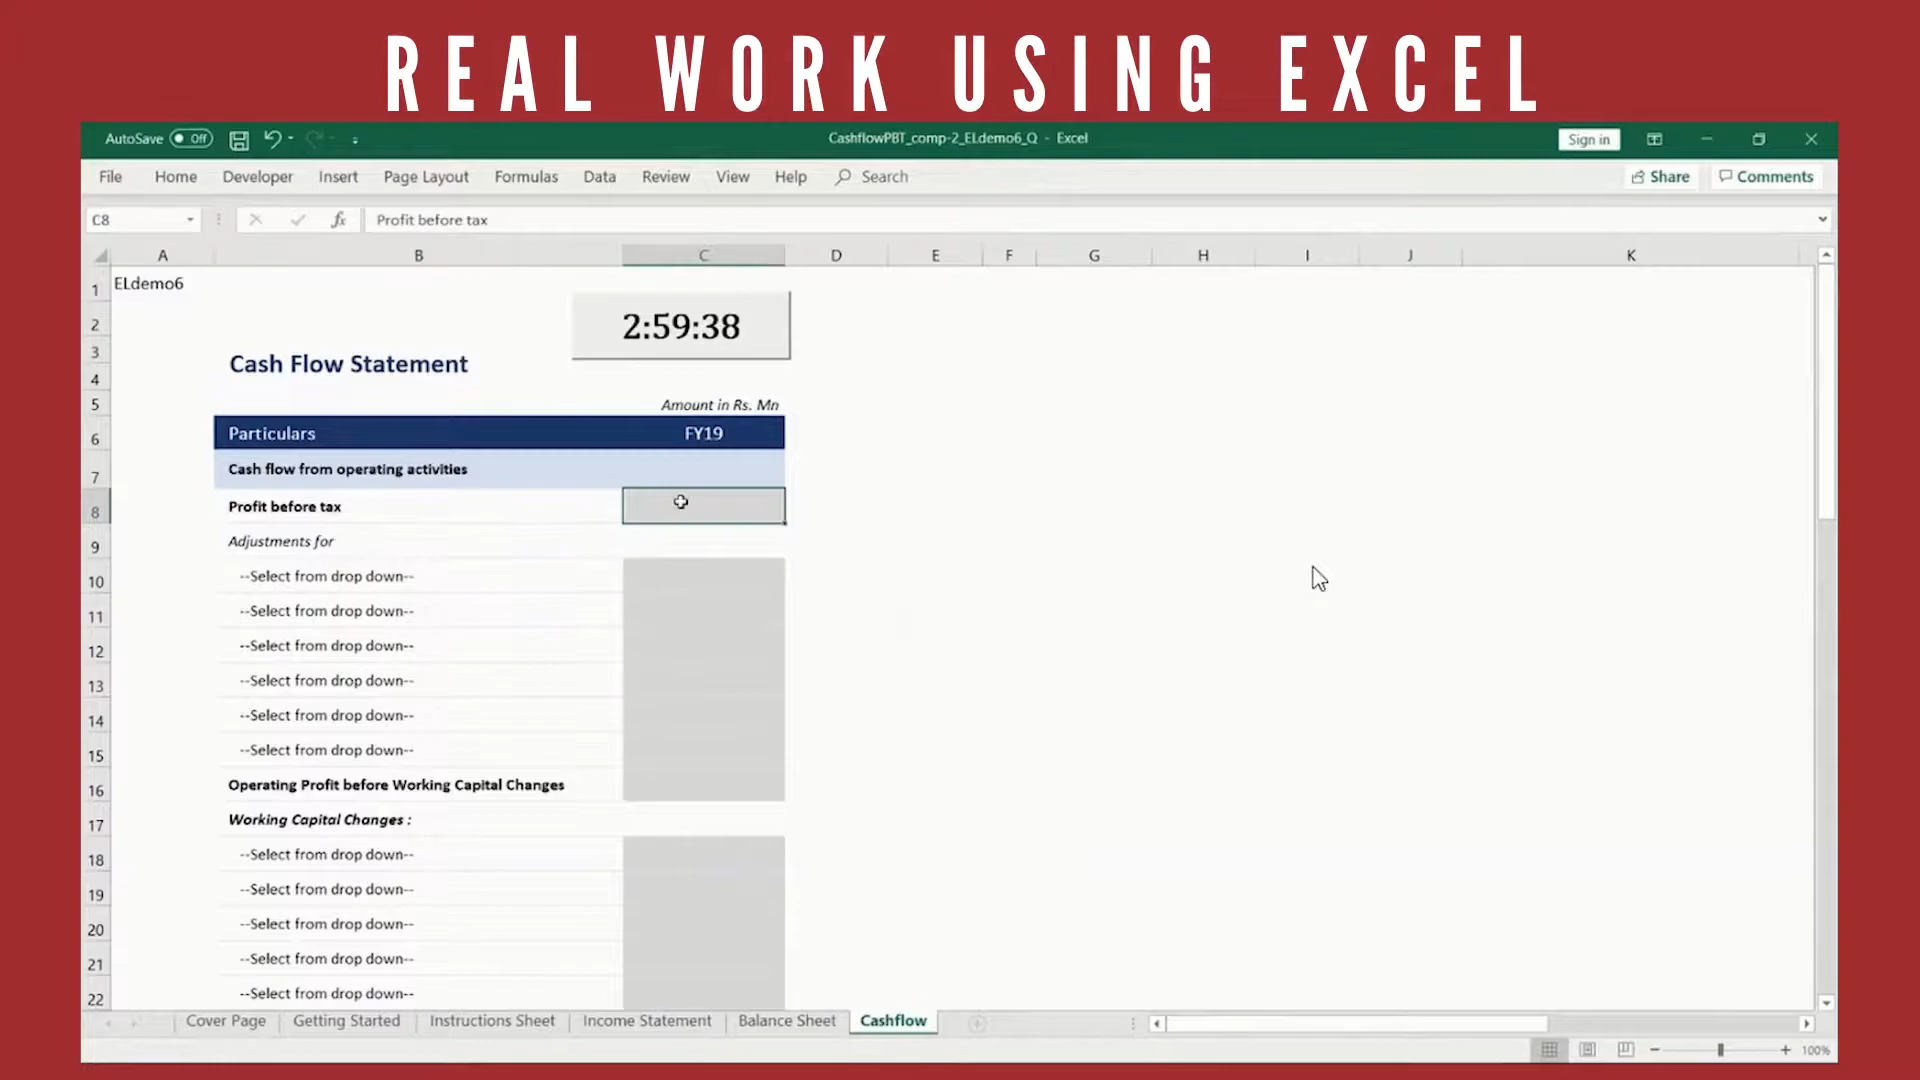 REAL WORK USING EXCEL
AutoSave Off CashflowPBT_comp-2_ELdemo6_Q - Excel Sign in
File Home Developer Insert Page Layout Formulas Data Review View Help Search Share Comments
C8 fx Profit before tax
A B C D E F G H I J K
1 ELdemo6
2 2:59:38
3 Cash Flow Statement
4
5 Amount in Rs. Mn
6 Particulars FY19
7 Cash flow from operating activities
8 Profit before tax
9 Adjustments for
10 --Select from drop down--
11 --Select from drop down--
12 --Select from drop down--
13 --Select from drop down--
14 --Select from drop down--
15 --Select from drop down--
16 Operating Profit before Working Capital Changes
17 Working Capital Changes :
18 --Select from drop down--
19 --Select from drop down--
20 --Select from drop down--
21 --Select from drop down--
22 --Select from drop down--
Cover Page Getting Started Instructions Sheet Income Statement Balance Sheet Cashflow
100%